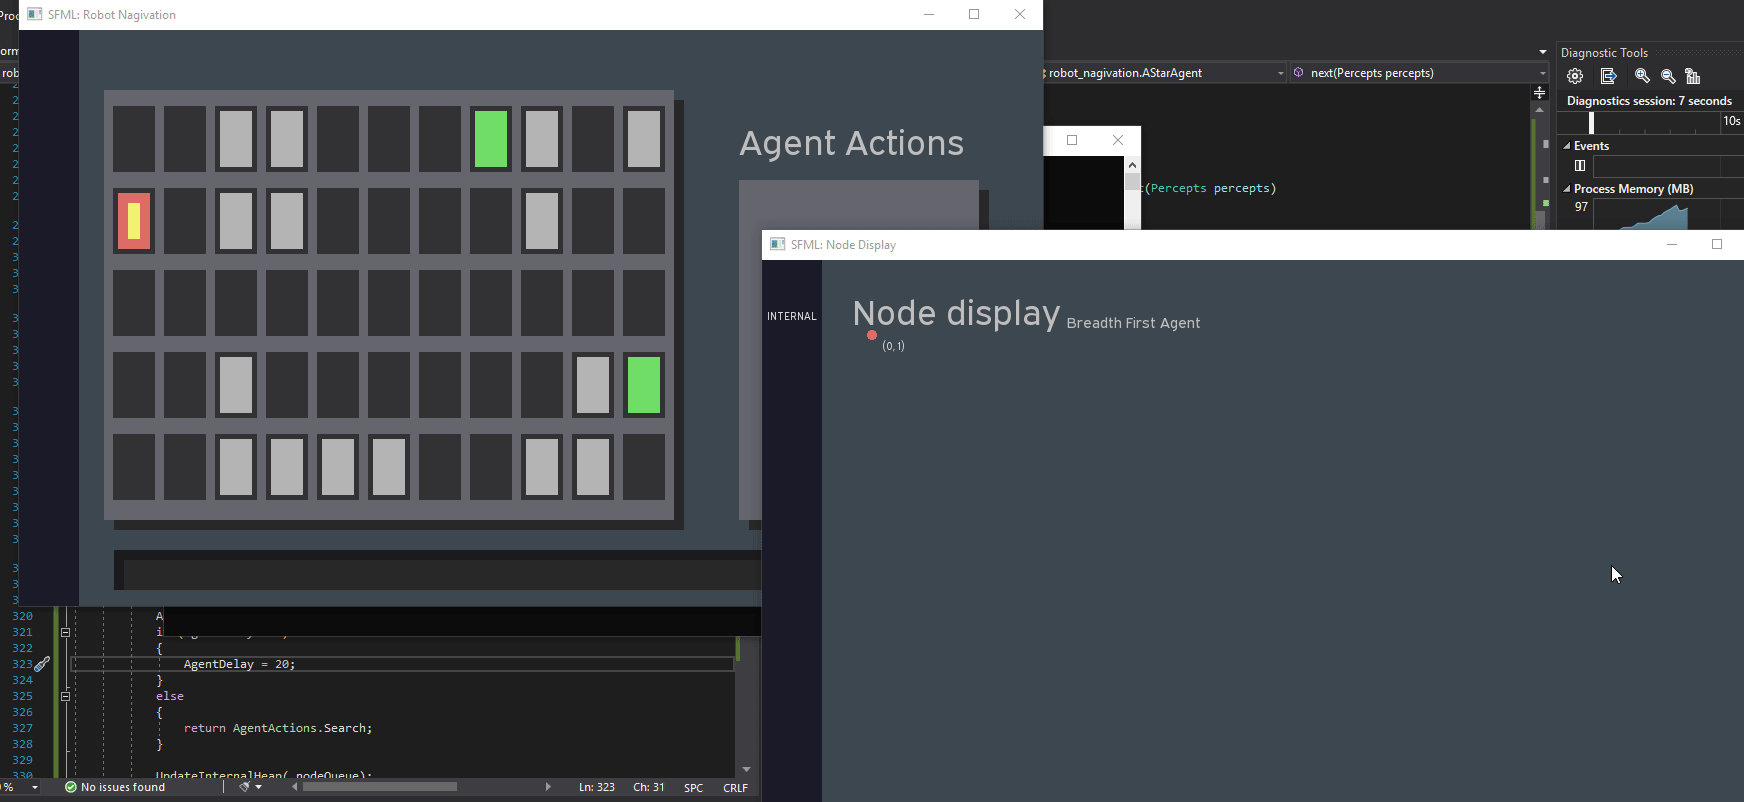 Proc
SFML: Robot Nagivation
orm
rob
robot_nagivation.AStarAgent
next(Percepts percepts)
Diagnostic Tools
Diagnostics session: 7 seconds
10s
Events
Process Memory (MB)
97
Agent Actions
t(Percepts percepts)
SFML: Node Display
INTERNAL
Node display Breadth First Agent
(0, 1)
320
321
322 {
323 AgentDelay = 20;
324 }
325 else
326 {
327 return AgentActions.Search;
328 }
329
330 UpdateInternalHeap(_nodeQueue);
%
No issues found
Ln: 323
Ch: 31
SPC
CRLF